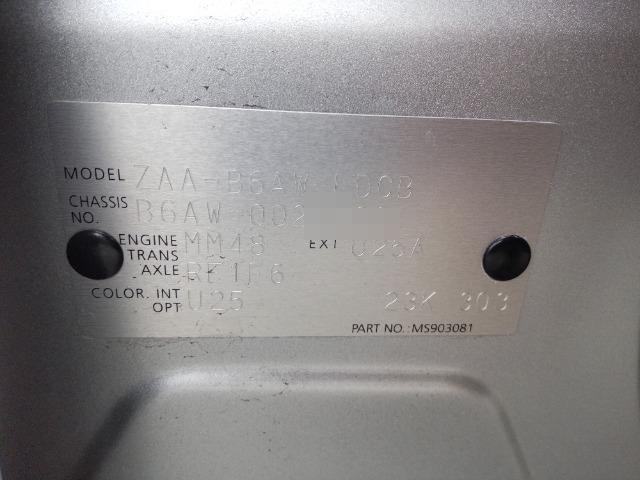 MODEL ZAA-B6AW
CHASSIS NO. B6AW-002
ENGINE MM48 EXT U25A
TRANS AXLE
COLOR. INT OPT U25 23K 303
PART NO.:MS903081